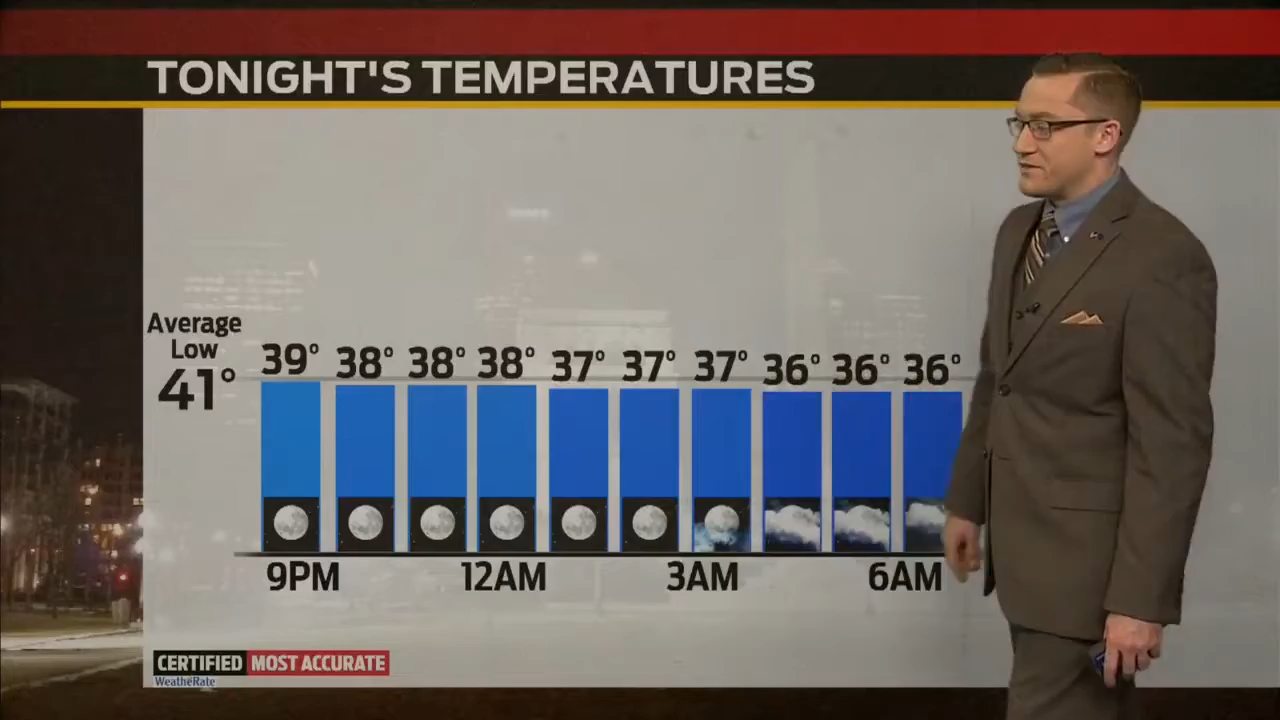 TONIGHT'S TEMPERATURES
Average
Low
41°
39° 38° 38° 38° 37° 37° 37° 36° 36° 36°
9PM 12AM 3AM 6AM
CERTIFIED MOST ACCURATE
WeatheRate